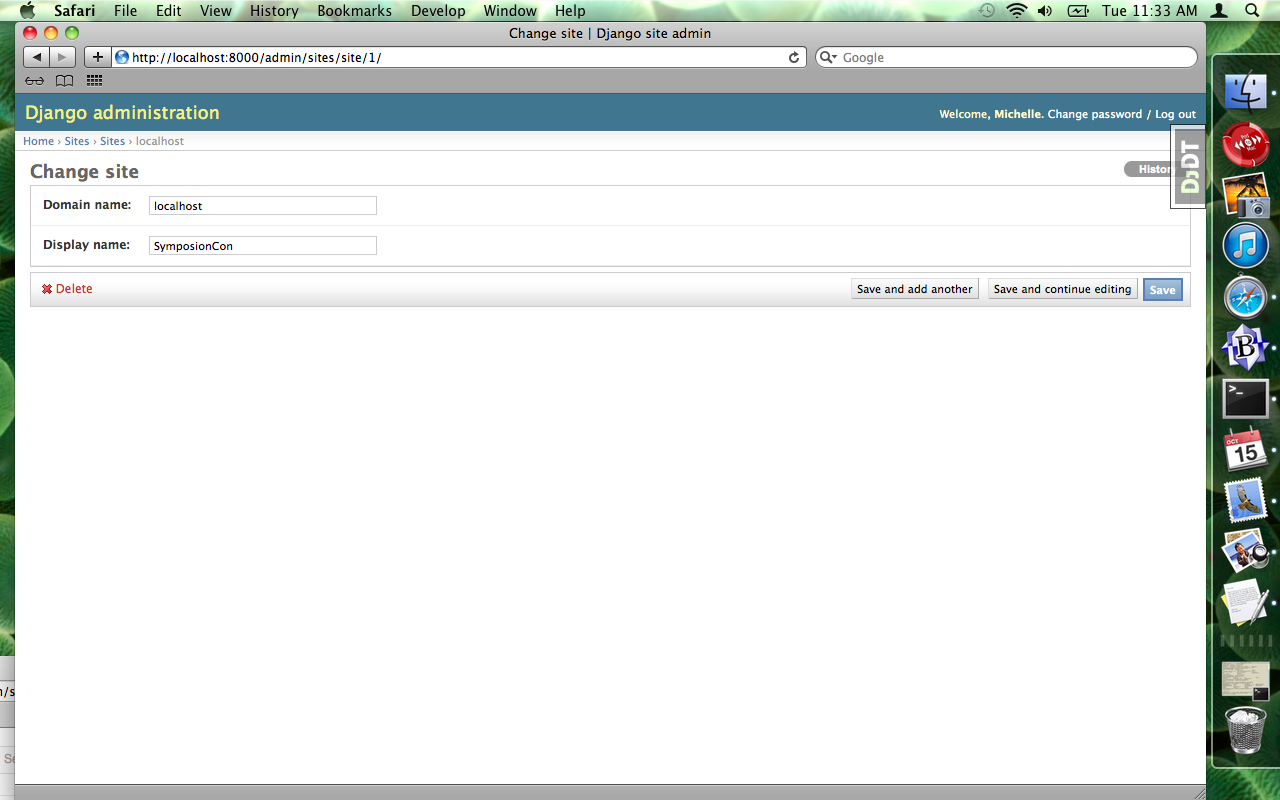 Safari File Edit View History Bookmarks Develop Window Help Tue 11:33 AM
Change site | Django site admin
http://localhost:8000/admin/sites/site/1/ Google
Django administration
Welcome, Michelle. Change password / Log out
Home › Sites › Sites › localhost
DjDT
Change site
History
Domain name: localhost
Display name: SymposionCon
Delete Save and add another Save and continue editing Save
B
>_
OCT
15
n/s
Se